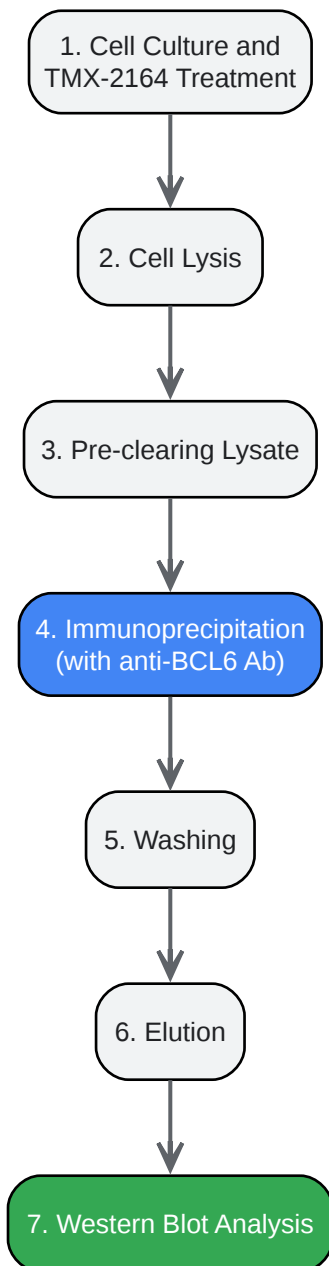 1. Cell Culture and
TMX-2164 Treatment
2. Cell Lysis
3. Pre-clearing Lysate
4. Immunoprecipitation
(with anti-BCL6 Ab)
5. Washing
6. Elution
7. Western Blot Analysis